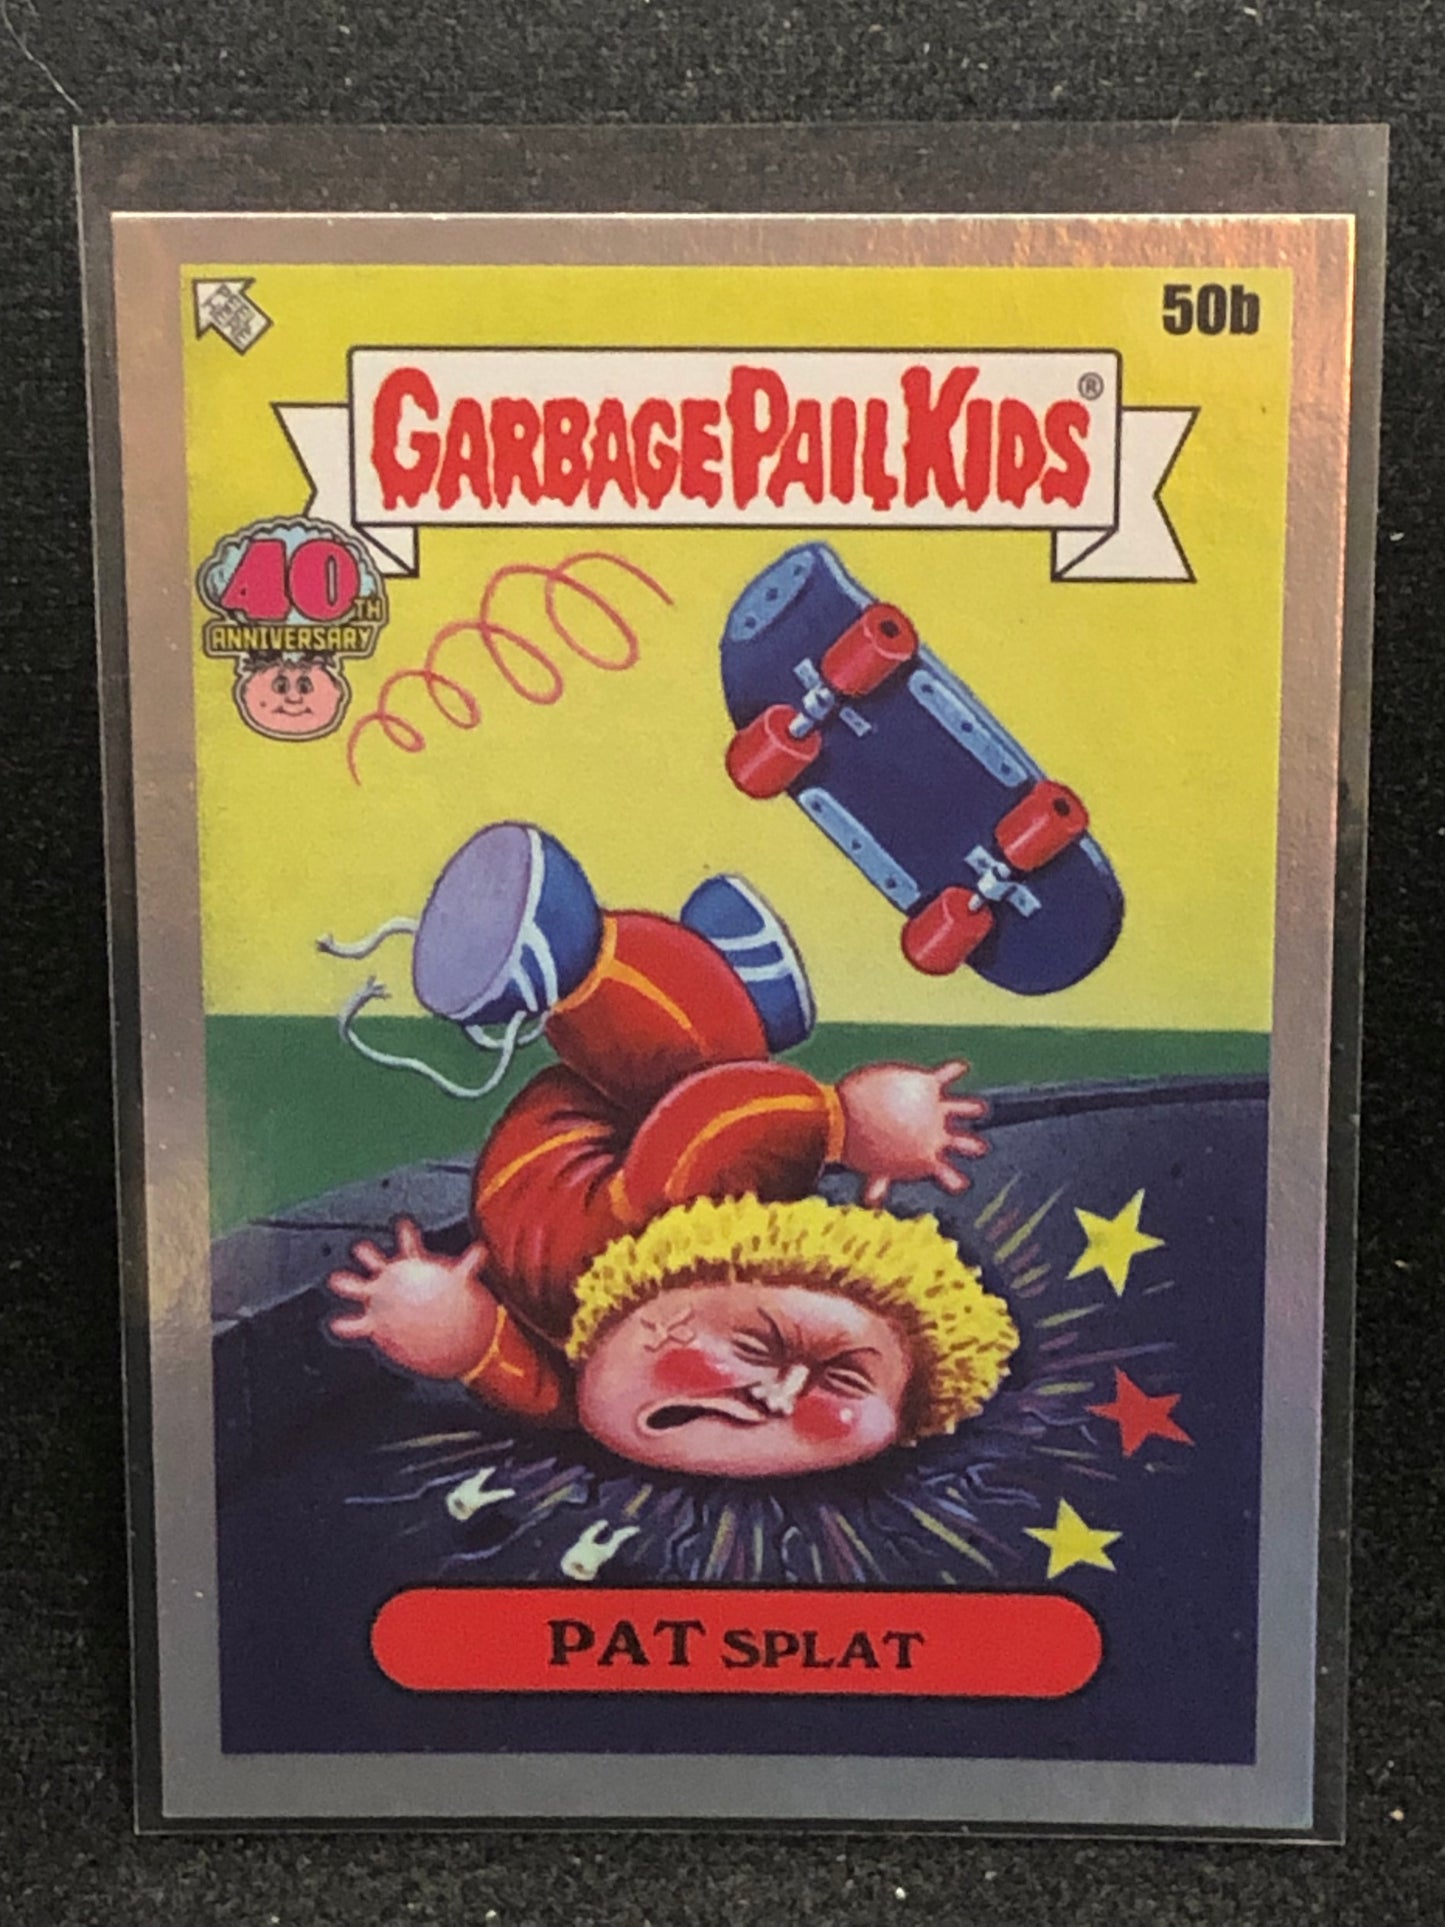 50b
GARBAGE PAIL KIDS®
40TH
ANNIVERSARY
PAT SPLAT